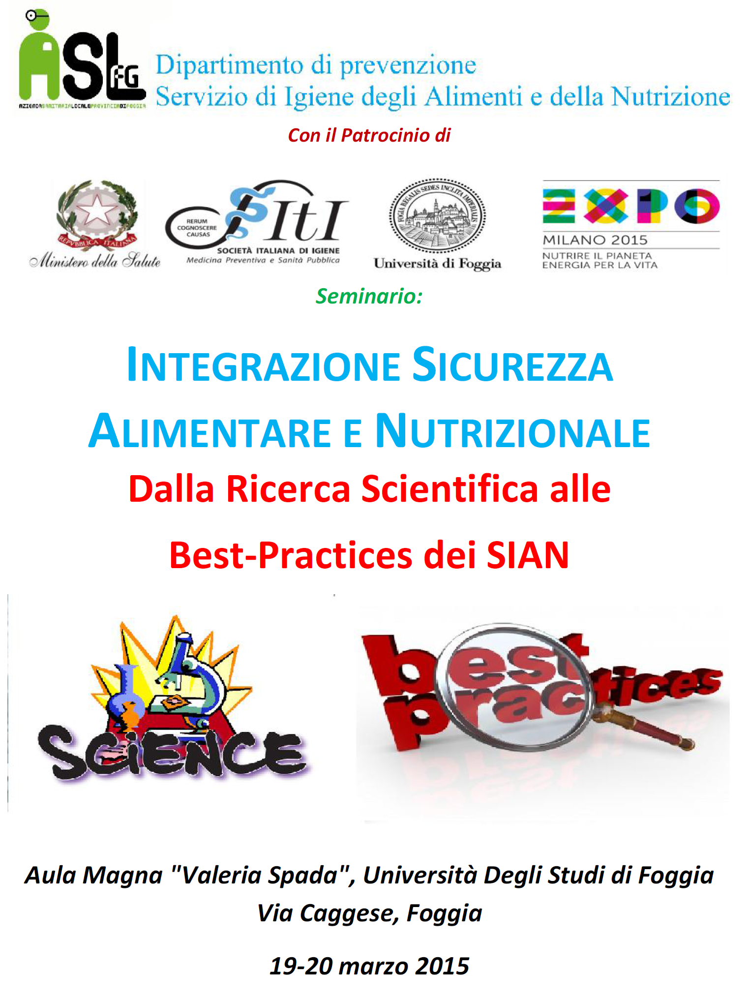 ASL FG
AZIENDASANITARIALOCALEPROVINCIADIFOGGIA
Dipartimento di prevenzione
Servizio di Igiene degli Alimenti e della Nutrizione
Con il Patrocinio di
REPVBBLICA ITALIANA
Ministero della Salute
RERUM
COGNOSCERE
CAUSAS
SItI
SOCIETÀ ITALIANA DI IGIENE
Medicina Preventiva e Sanità Pubblica
FOGIA REGALIS SEDES INCLITA IMPERIALIS
Università di Foggia
EXPO
MILANO 2015
NUTRIRE IL PIANETA
ENERGIA PER LA VITA
Seminario:
INTEGRAZIONE SICUREZZA
ALIMENTARE E NUTRIZIONALE
Dalla Ricerca Scientifica alle
Best-Practices dei SIAN
SCiENCE
best
practices
Aula Magna "Valeria Spada", Università Degli Studi di Foggia
Via Caggese, Foggia
19-20 marzo 2015